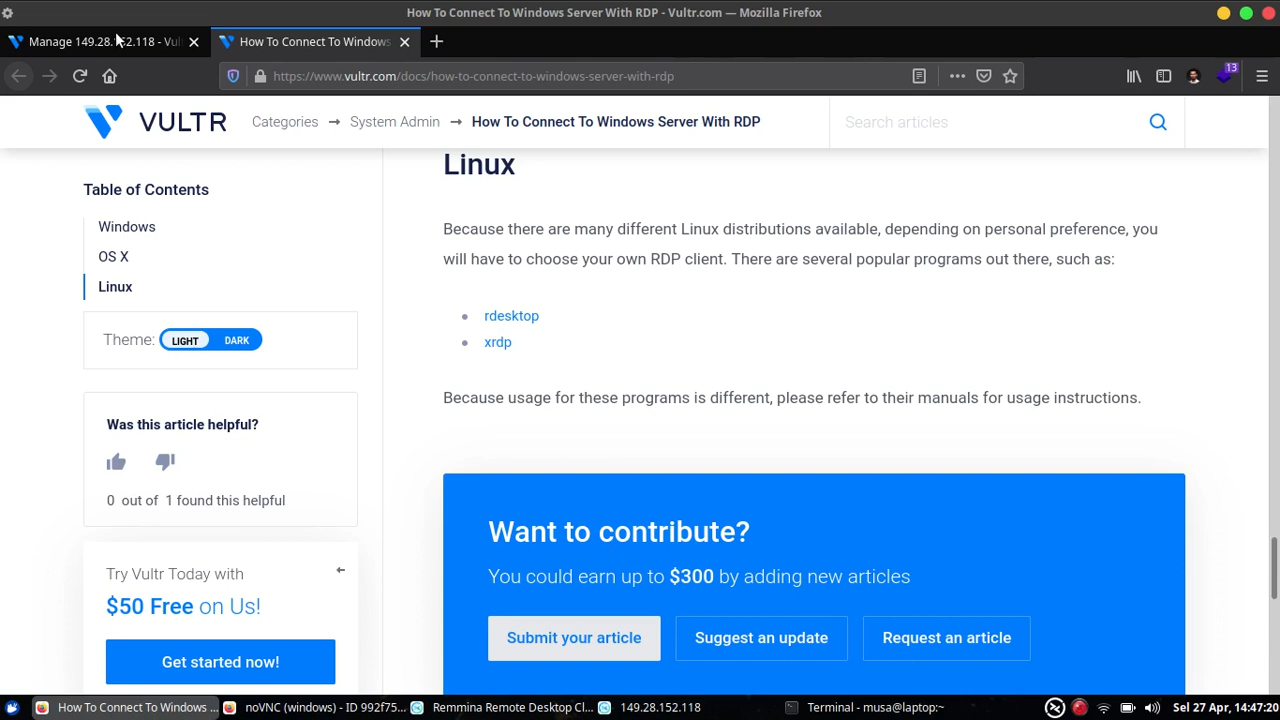 How To Connect To Windows Server With RDP - Vultr.com — Mozilla Firefox
Manage 149.28.152.118 - Vul
How To Connect To Windows
https://www.vultr.com/docs/how-to-connect-to-windows-server-with-rdp
13
VULTR
Categories → System Admin → How To Connect To Windows Server With RDP
Search articles
Table of Contents
Windows
OS X
Linux
Theme: LIGHT DARK
Was this article helpful?
0 out of 1 found this helpful
Try Vultr Today with
$50 Free on Us!
Get started now!
Linux
Because there are many different Linux distributions available, depending on personal preference, you
will have to choose your own RDP client. There are several popular programs out there, such as:
rdesktop
xrdp
Because usage for these programs is different, please refer to their manuals for usage instructions.
Want to contribute?
You could earn up to $300 by adding new articles
Submit your article
Suggest an update
Request an article
How To Connect To Windows ...
noVNC (windows) - ID 992f75...
Remmina Remote Desktop Cl...
149.28.152.118
Terminal - musa@laptop:~
Sel 27 Apr, 14:47:20